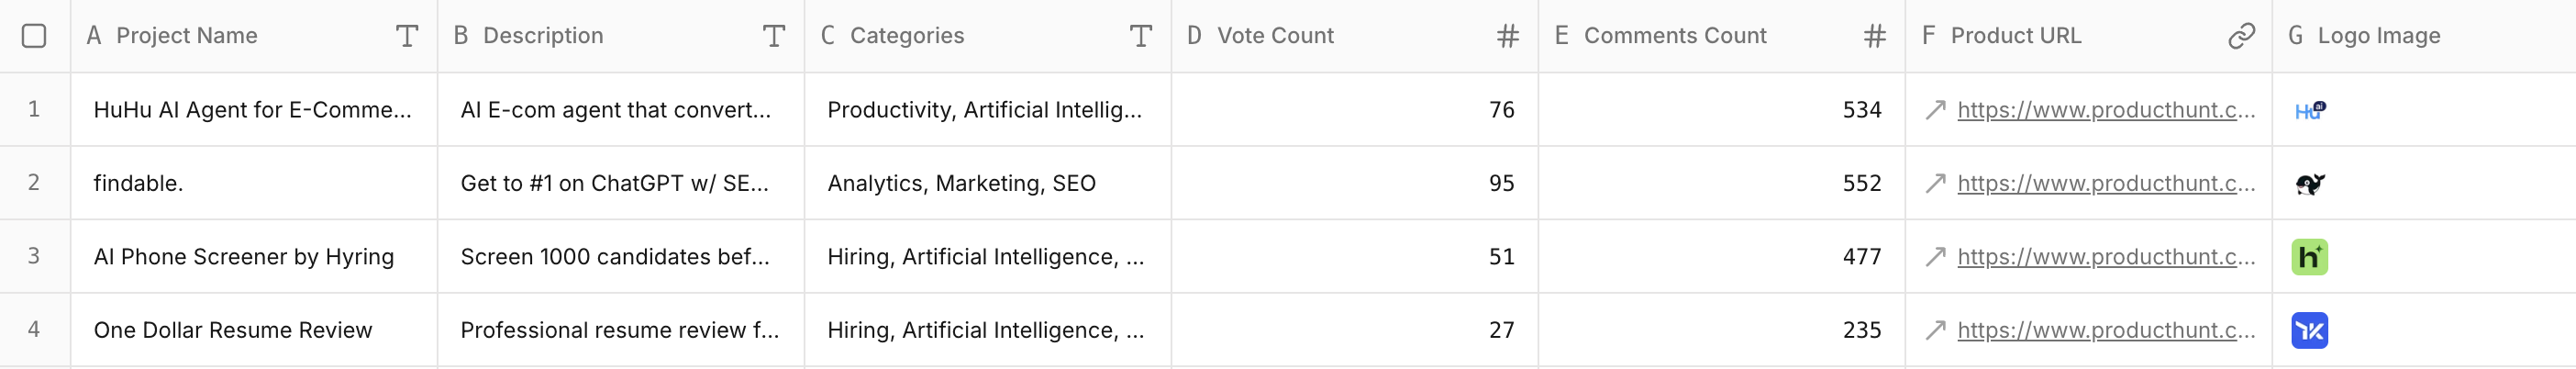 A Project Name B Description C Categories D Vote Count # E Comments Count # F Product URL G Logo Image
1 HuHu AI Agent for E-Comme... AI E-com agent that convert... Productivity, Artificial Intellig... 76 534 https://www.producthunt.c... Hu ai
2 findable. Get to #1 on ChatGPT w/ SE... Analytics, Marketing, SEO 95 552 https://www.producthunt.c...
3 AI Phone Screener by Hyring Screen 1000 candidates bef... Hiring, Artificial Intelligence, ... 51 477 https://www.producthunt.c... h
4 One Dollar Resume Review Professional resume review f... Hiring, Artificial Intelligence, ... 27 235 https://www.producthunt.c...